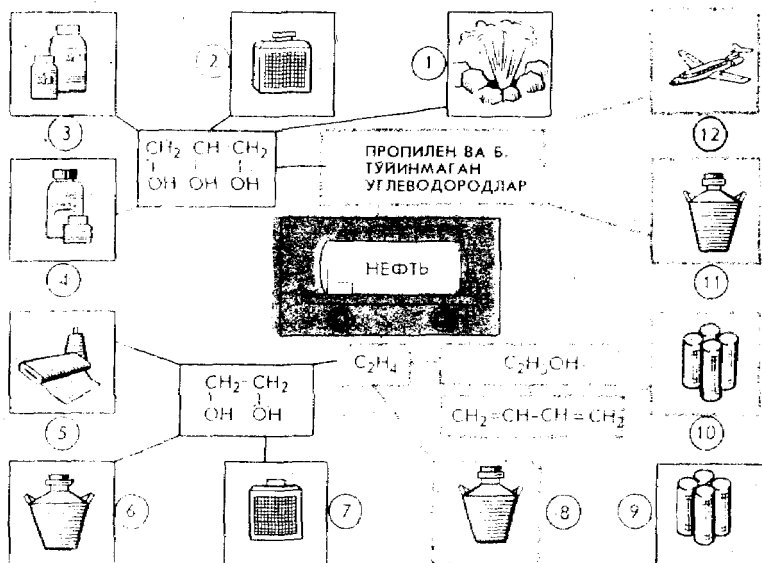 2
1
3
12
CH2 CH CH2
OH OH OH
ПРОПИЛЕН ВА Б.
ТЎЙИНМАГАН
УГЛЕВОДОРОДЛАР
4
НЕФТЬ
11
C2H4
C2H5OH
CH2-CH2
OH OH
CH2=CH-CH=CH2
5
10
6
7
8
9